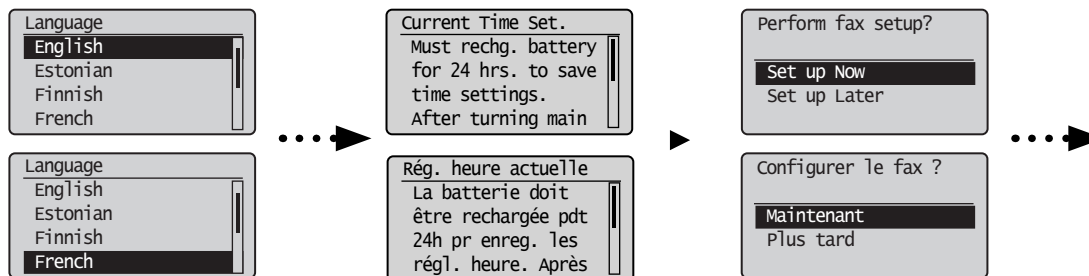 Language
English
Estonian
Finnish
French
Current Time Set.
Must rechg. battery
for 24 hrs. to save
time settings.
After turning main
Perform fax setup?
Set up Now
Set up Later
Language
English
Estonian
Finnish
French
Rég. heure actuelle
La batterie doit
être rechargée pdt
24h pr enreg. les
régl. heure. Après
Configurer le fax ?
Maintenant
Plus tard